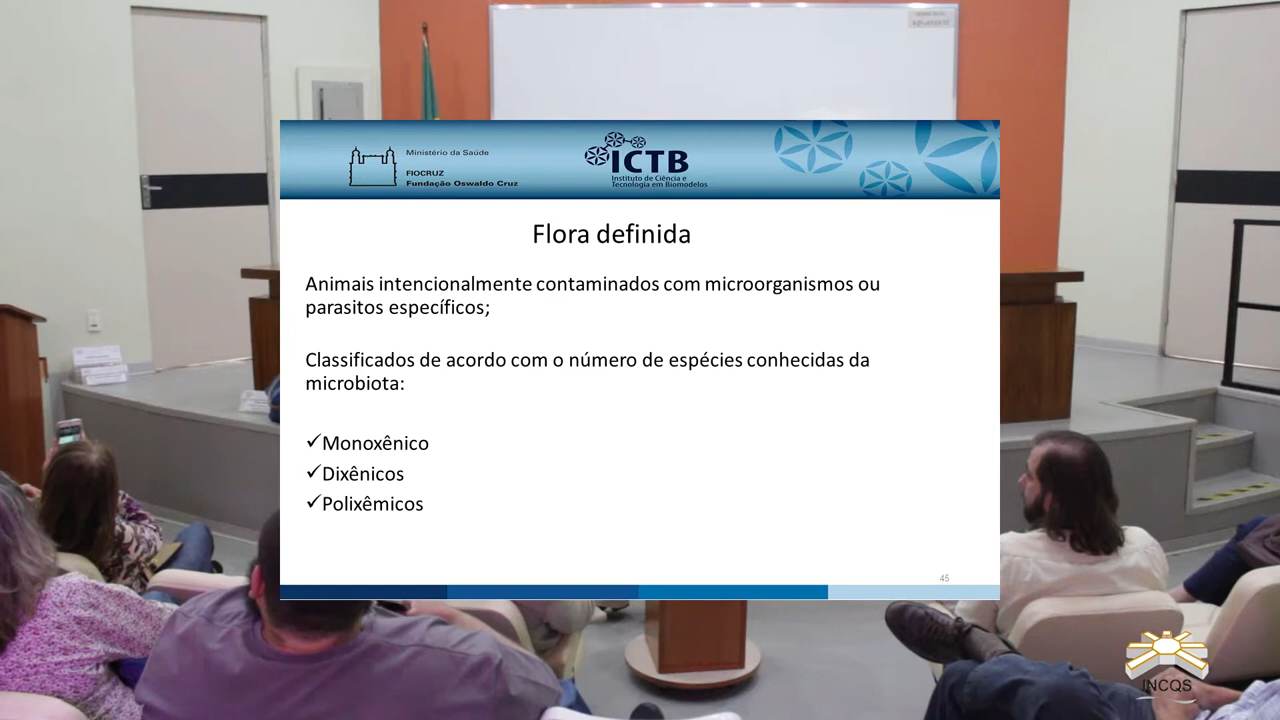 Ministério da Saúde
FIOCRUZ
Fundação Oswaldo Cruz
ICTB
Instituto de Ciência e
Tecnologia em Biomodelos
Flora definida
Animais intencionalmente contaminados com microorganismos ou
parasitos específicos;
Classificados de acordo com o número de espécies conhecidas da
microbiota:
✓Monoxênico
✓Dixênicos
✓Polixêmicos
45
INCQS